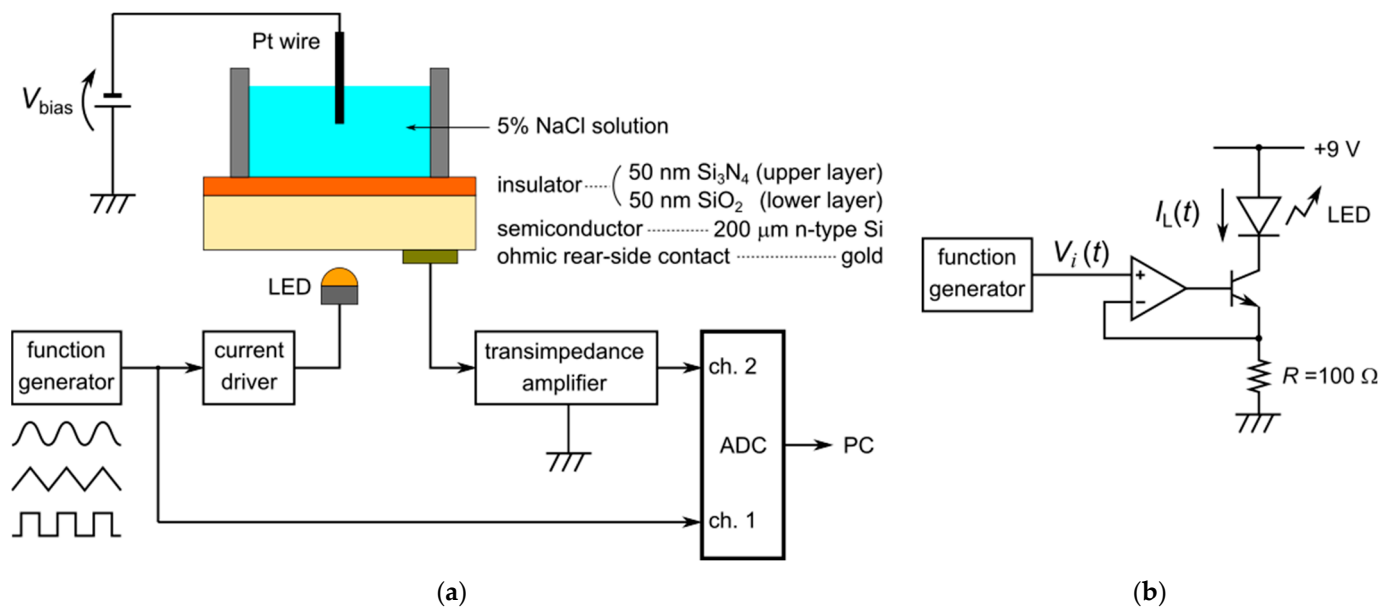 Pt wire
V_bias
5% NaCl solution
insulator
50 nm Si₃N₄ (upper layer)
50 nm SiO₂ (lower layer)
semiconductor 200 μm n-type Si
ohmic rear-side contact gold
LED
function
generator
current
driver
transimpedance
amplifier
ch. 2
ADC
PC
ch. 1
(a)
+9 V
I_L(t)
LED
function
generator
V_i (t)
+
−
R =100 Ω
(b)